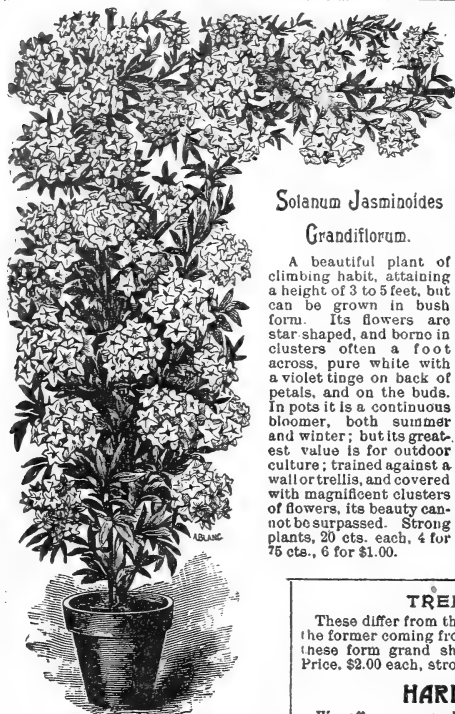 Solanum Jasminoides
Grandiflorum.
A beautiful plant of
climbing habit, attaining
a height of 3 to 5 feet, but
can be grown in bush
form. Its flowers are
star shaped, and borne in
clusters often a foot
across, pure white with
a violet tinge on back of
petals, and on the buds.
In pots it is a continuous
bloomer, both summer
and winter; but its great-
est value is for outdoor
culture; trained against a
wall or trellis, and covered
with magnificent clusters
of flowers, its beauty can-
not be surpassed. Strong
plants, 20 cts. each, 4 for
75 cts., 6 for $1.00.
A.BLANC
TREE
These differ from th
the former coming fro
these form grand sh
Price, $2.00 each, stro
HAR